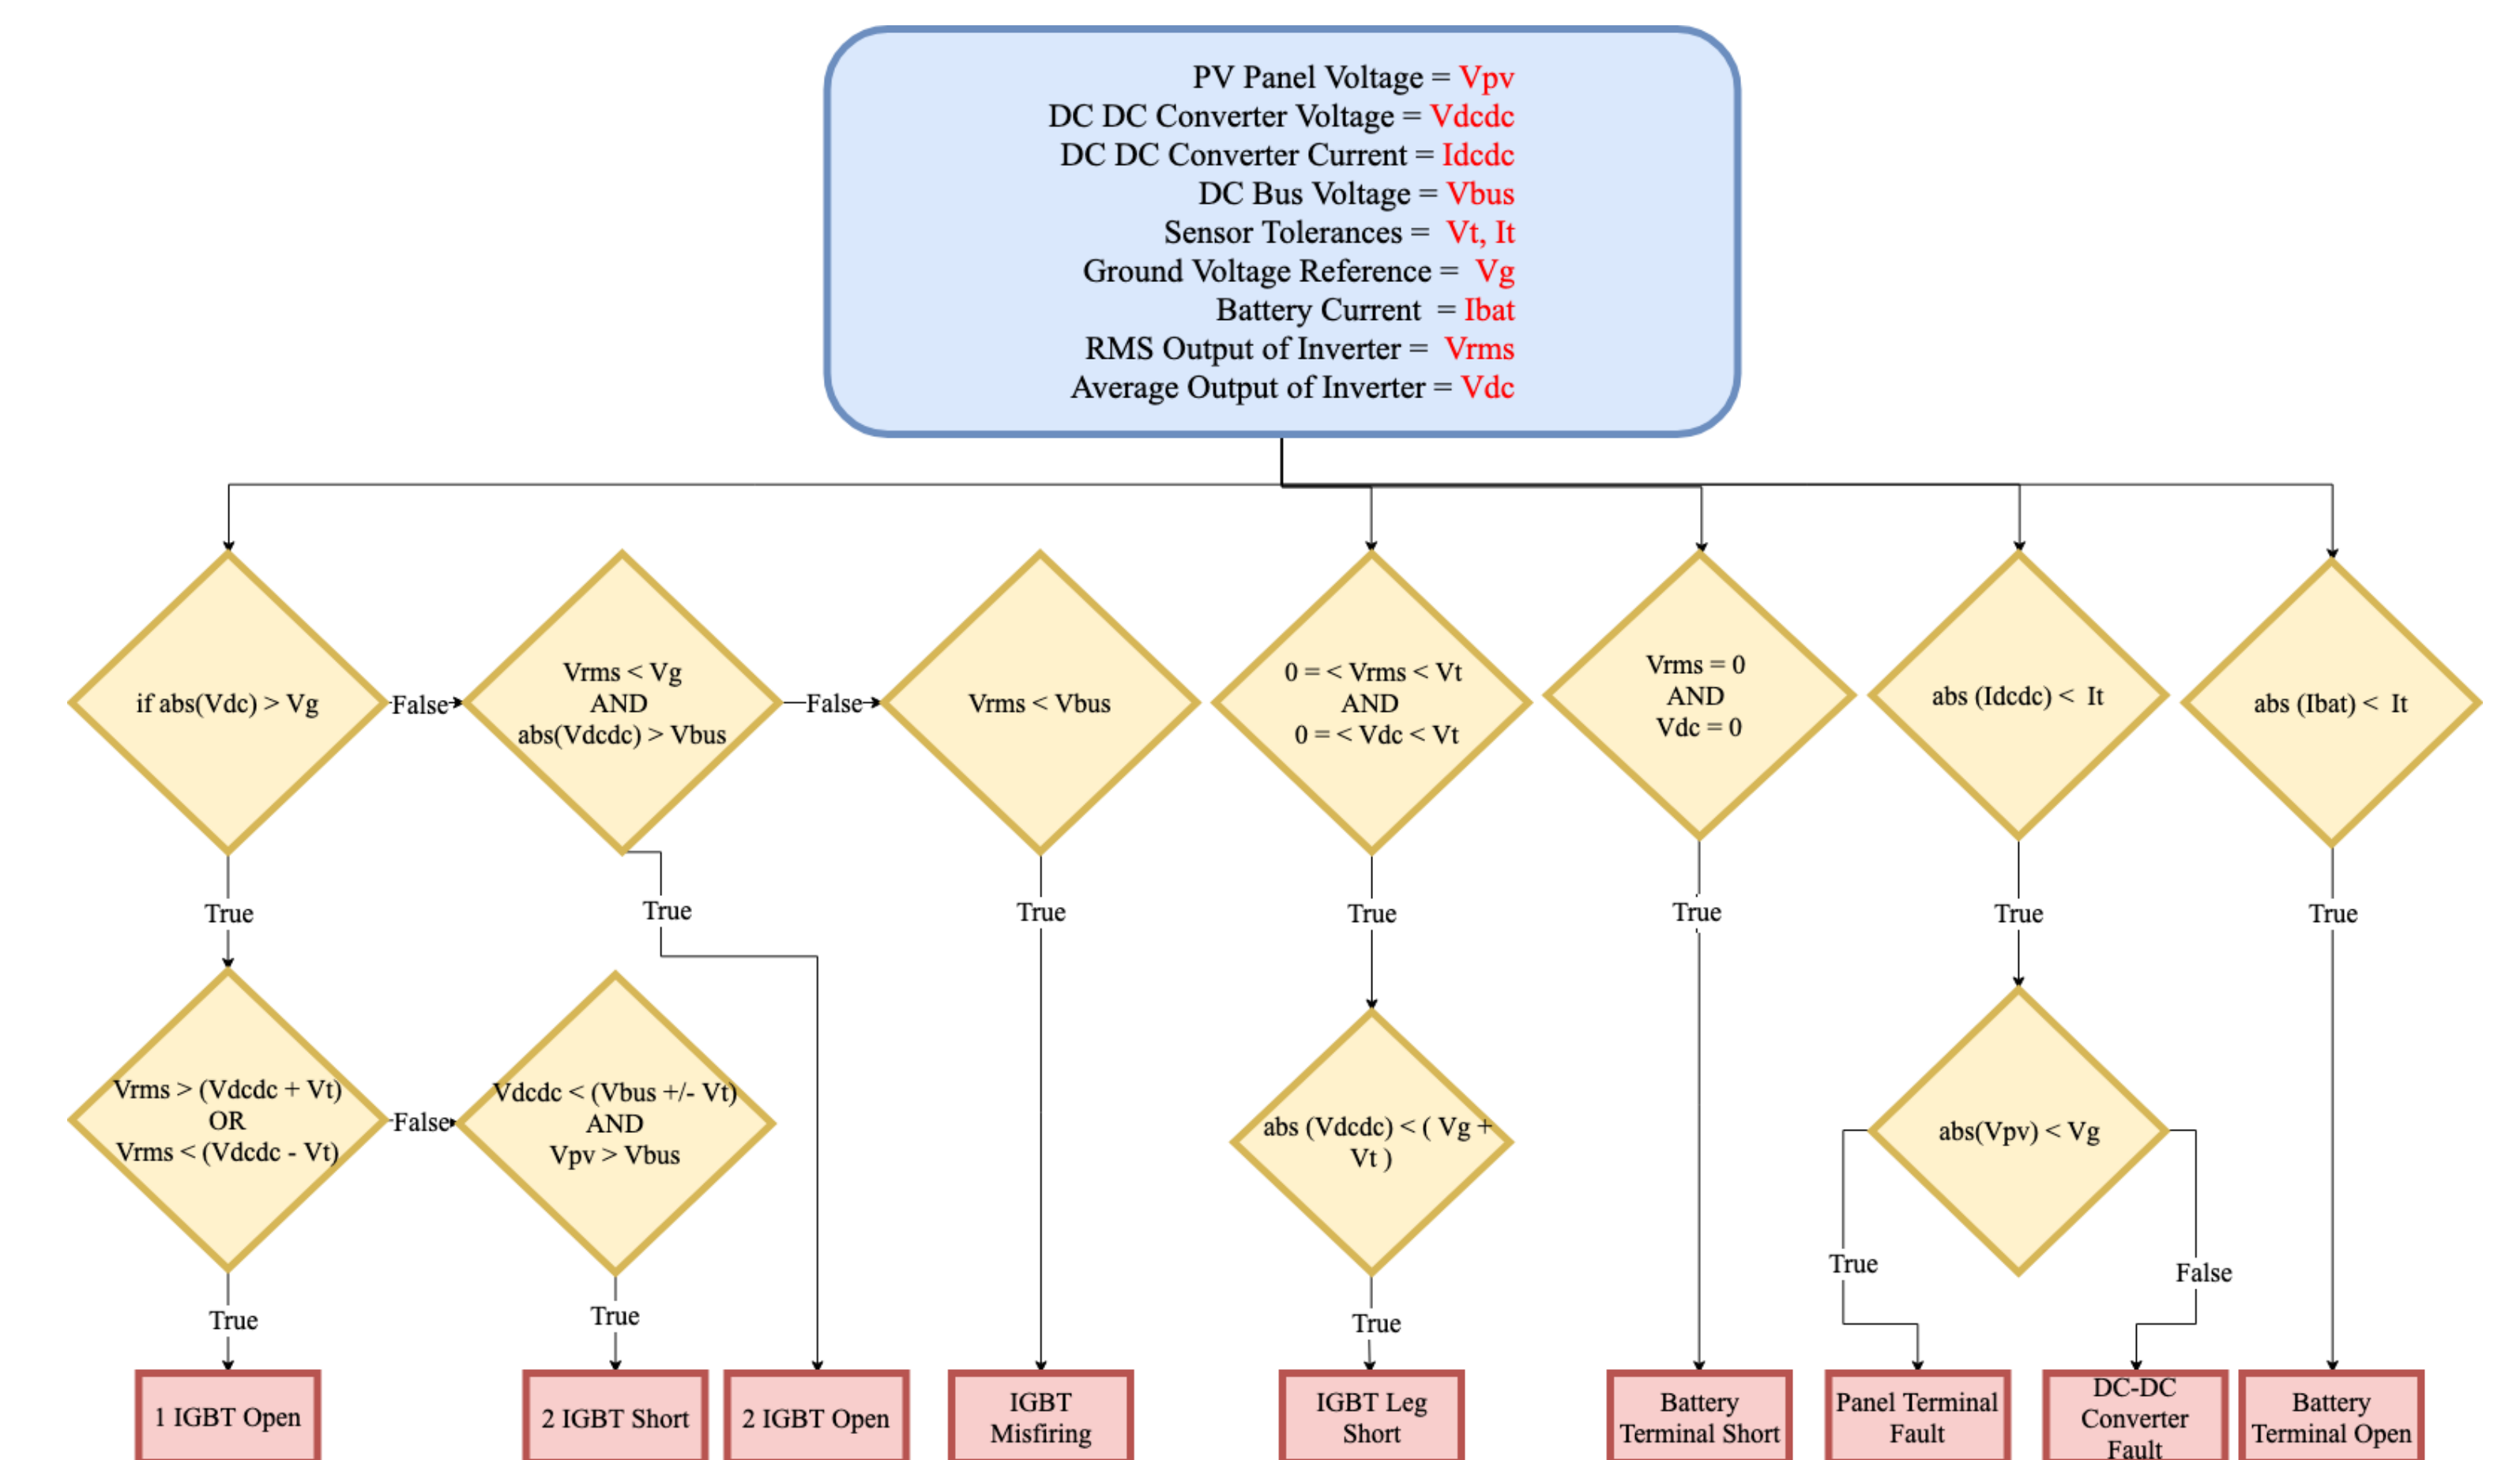 PV Panel Voltage = Vpv
DC DC Converter Voltage = Vdcdc
DC DC Converter Current = Idcdc
DC Bus Voltage = Vbus
Sensor Tolerances = Vt, It
Ground Voltage Reference = Vg
Battery Current = Ibat
RMS Output of Inverter = Vrms
Average Output of Inverter = Vdc
if abs(Vdc) > Vg
False
Vrms < Vg
AND
abs(Vdcdc) > Vbus
False
Vrms < Vbus
0 = < Vrms < Vt
AND
0 = < Vdc < Vt
Vrms = 0
AND
Vdc = 0
abs (Idcdc) < It
abs (Ibat) < It
True
True
True
True
True
True
True
Vrms > (Vdcdc + Vt)
OR
Vrms < (Vdcdc - Vt)
False
Vdcdc < (Vbus +/- Vt)
AND
Vpv > Vbus
abs (Vdcdc) < ( Vg +
Vt )
abs(Vpv) < Vg
True
True
True
True
False
1 IGBT Open
2 IGBT Short
2 IGBT Open
IGBT
Misfiring
IGBT Leg
Short
Battery
Terminal Short
Panel Terminal
Fault
DC-DC
Converter
Fault
Battery
Terminal Open